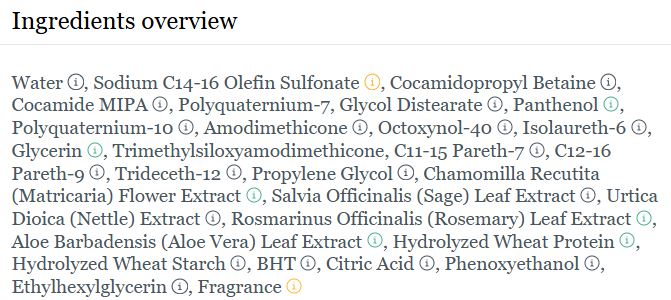 Ingredients overview
Water ⓘ, Sodium C14-16 Olefin Sulfonate ⓘ, Cocamidopropyl Betaine ⓘ,
Cocamide MIPA ⓘ, Polyquaternium-7, Glycol Distearate ⓘ, Panthenol ⓘ,
Polyquaternium-10 ⓘ, Amodimethicone ⓘ, Octoxynol-40 ⓘ, Isolaureth-6 ⓘ,
Glycerin ⓘ, Trimethylsiloxyamodimethicone, C11-15 Pareth-7 ⓘ, C12-16
Pareth-9 ⓘ, Trideceth-12 ⓘ, Propylene Glycol ⓘ, Chamomilla Recutita
(Matricaria) Flower Extract ⓘ, Salvia Officinalis (Sage) Leaf Extract ⓘ, Urtica
Dioica (Nettle) Extract ⓘ, Rosmarinus Officinalis (Rosemary) Leaf Extract ⓘ,
Aloe Barbadensis (Aloe Vera) Leaf Extract ⓘ, Hydrolyzed Wheat Protein ⓘ,
Hydrolyzed Wheat Starch ⓘ, BHT ⓘ, Citric Acid ⓘ, Phenoxyethanol ⓘ,
Ethylhexylglycerin ⓘ, Fragrance ⓘ